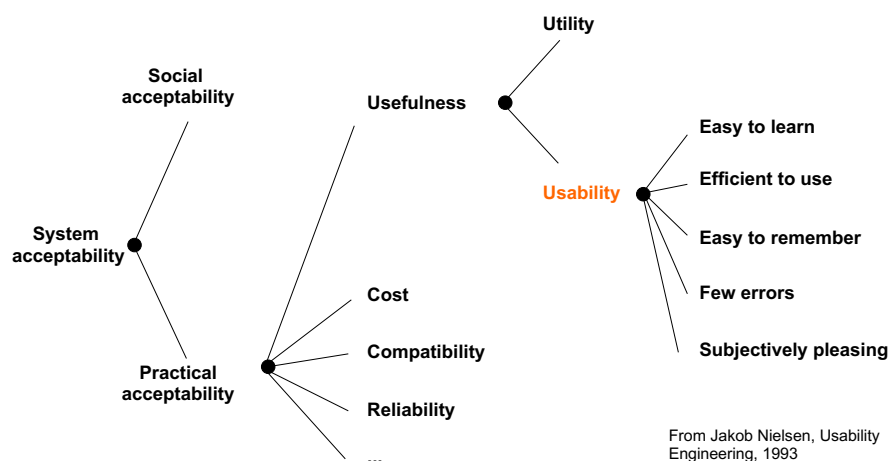 Utility
Social
acceptability
Usefulness
Easy to learn
Efficient to use
Usability
System
acceptability
Easy to remember
Cost
Few errors
Compatibility
Subjectively pleasing
Practical
acceptability
Reliability
...
From Jakob Nielsen, Usability
Engineering, 1993